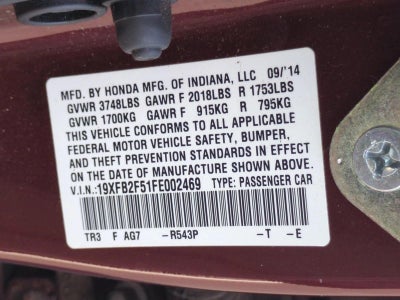 MFD. BY HONDA MFG. OF INDIANA, LLC 09/'14
GVWR 3748LBS GAWR F 2018LBS R 1753LBS
GVWR 1700KG GAWR F 915KG R 795KG
THIS VEHICLE CONFORMS TO ALL APPLICABLE
FEDERAL MOTOR VEHICLE SAFETY, BUMPER,
AND THEFT PREVENTION STANDARDS IN EFFECT
ON THE DATE OF MANUFACTURE SHOWN ABOVE.
V.I.N.:19XFB2F51FE002469 TYPE: PASSENGER CAR
TR3 F AG7 -R543P -T -E